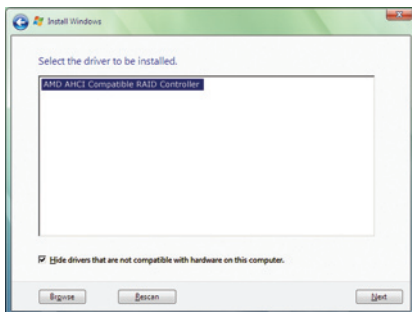 Install Windows
Select the driver to be installed.
AMD AHCI Compatible RAID Controller
Hide drivers that are not compatible with hardware on this computer.
Browse Rescan Next